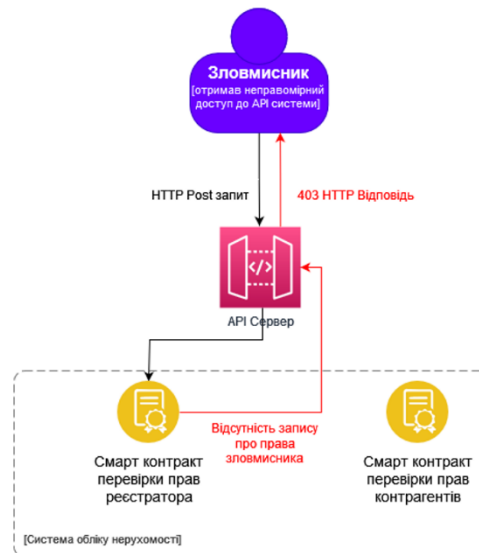 Зловмисник
[отримав неправомірний
доступ до API системи]
HTTP Post запит
403 HTTP Відповідь
API Сервер
Відсутність запису
про права
зловмисника
Смарт контракт
перевірки прав
реєстратора
Смарт контракт
перевірки прав
контрагентів
[Система обліку нерухомості]